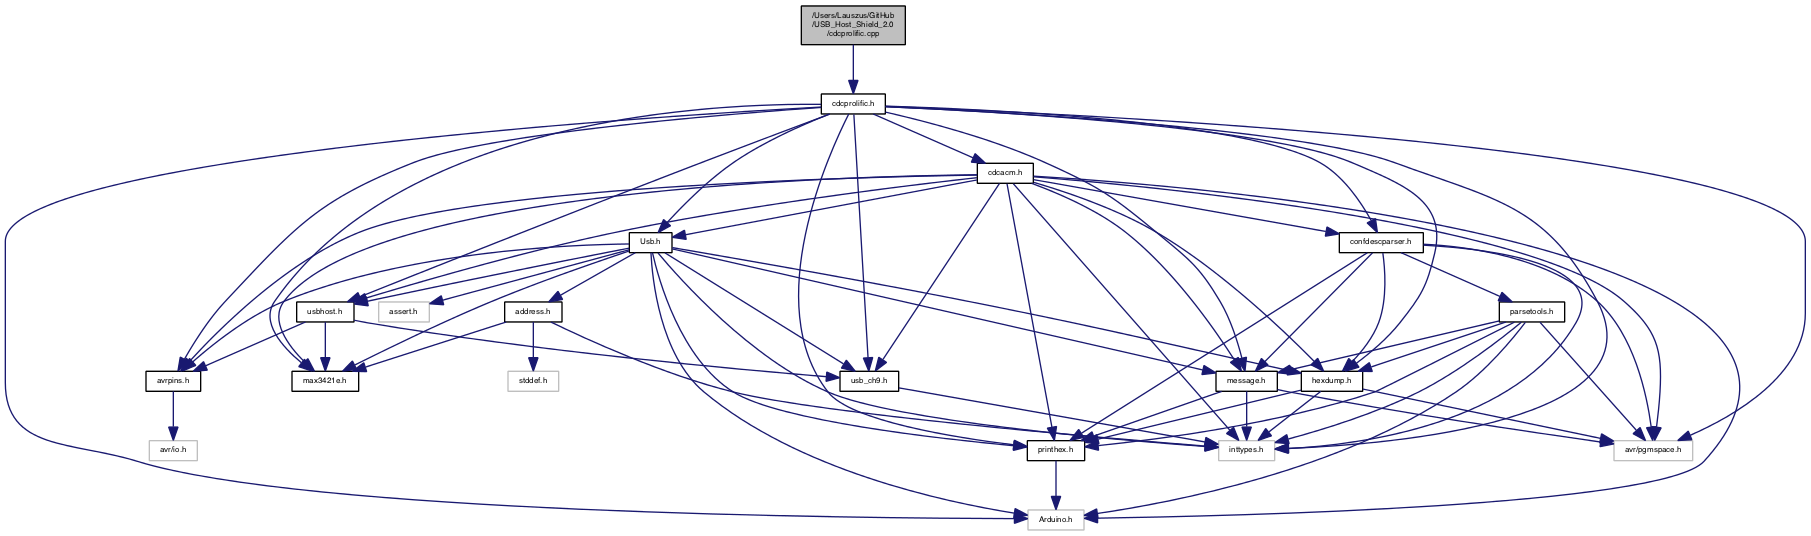 /Users/Lauszus/GitHub
/USB_Host_Shield_2.0
/cdcprolific.cpp
cdcprolific.h
cdcacm.h
Usb.h
confdescparser.h
usbhost.h
assert.h
address.h
parsetools.h
avrpins.h
max3421e.h
stddef.h
usb_ch9.h
message.h
hexdump.h
avr/io.h
printhex.h
inttypes.h
avr/pgmspace.h
Arduino.h